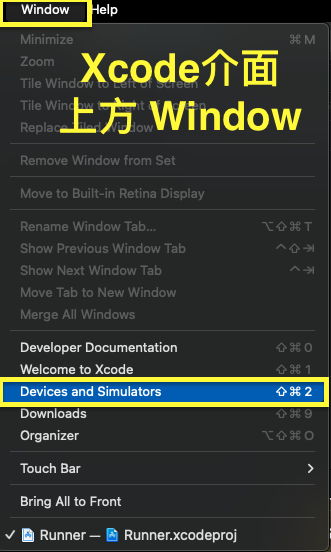 Window Help
Minimize ⌘ M
Zoom
Xcode介面
Tile Window to Left of Screen
Tile Window to Right of Screen
上方 Window
Replace Tiled Window
Remove Window from Set
Move to Built-in Retina Display
Rename Window Tab... ⌥⇧⌘ T
Show Previous Window Tab ⌃⇧⇥
Show Next Window Tab ⌃⇥
Move Tab to New Window
Merge All Windows
Developer Documentation ⇧⌘ 0
Welcome to Xcode ⇧⌘ 1
Devices and Simulators ⇧⌘ 2
Downloads ⇧⌘ 9
Organizer ⌥⇧⌘ O
Touch Bar >
Bring All to Front
✓ Runner — Runner.xcodeproj